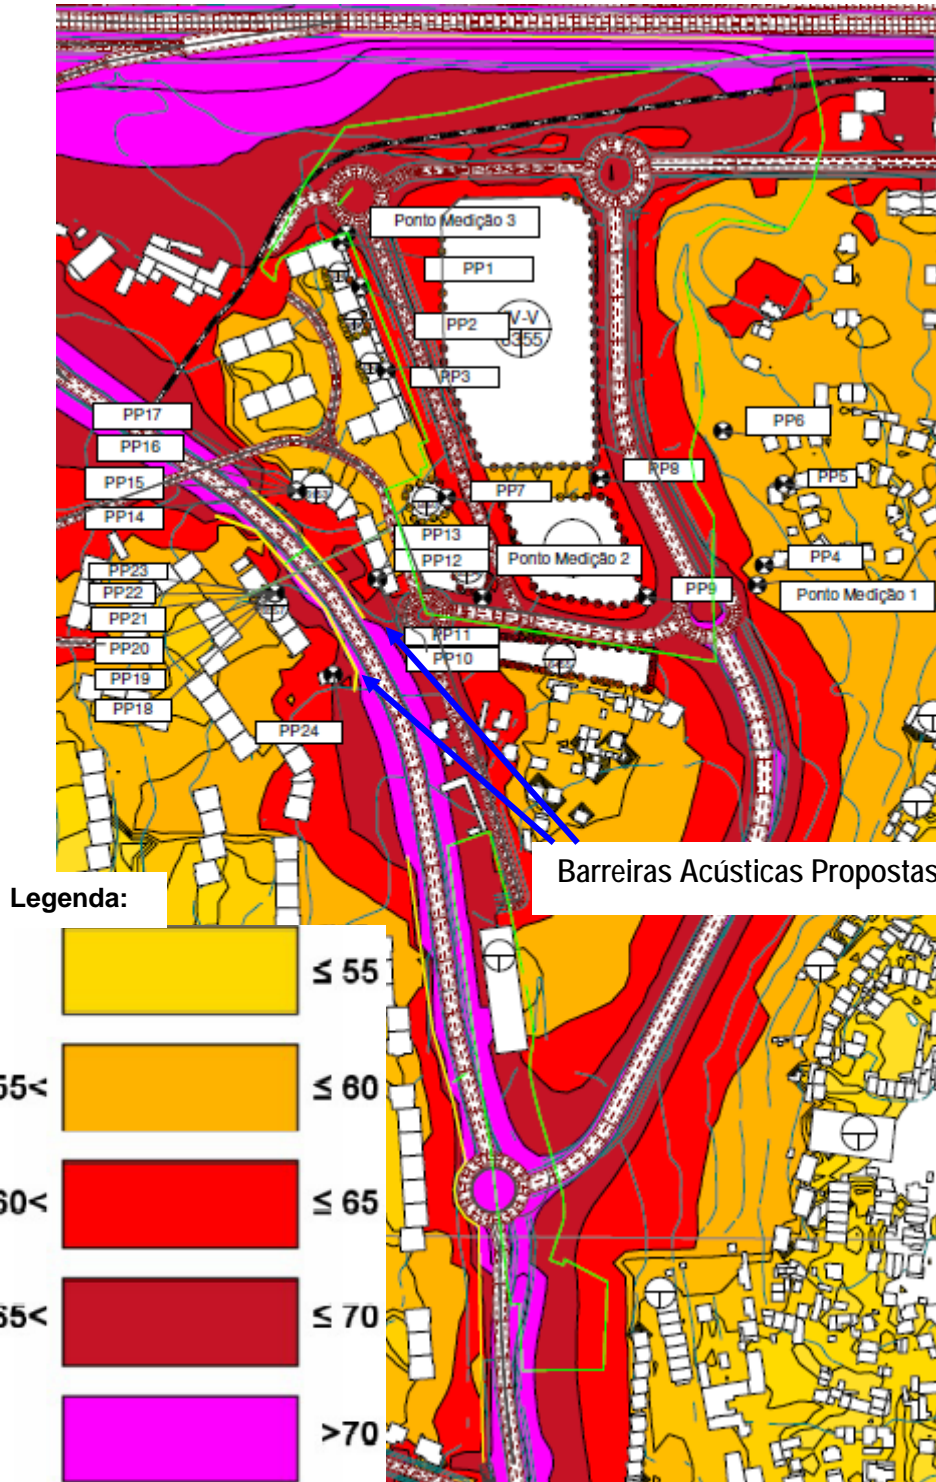 Ponto Medição 3
PP1
V-V
PP2
PP3
PP17
PP16
PP15
PP14
PP6
PP5
PP8
PP7
PP13
PP12
Ponto Medição 2
PP4
PP9
Ponto Medição 1
PP23
PP22
PP21
PP20
PP19
PP18
PP11
PP10
PP24
Barreiras Acústicas Propostas
Legenda:
≤ 55
55< ≤ 60
60< ≤ 65
65< ≤ 70
>70